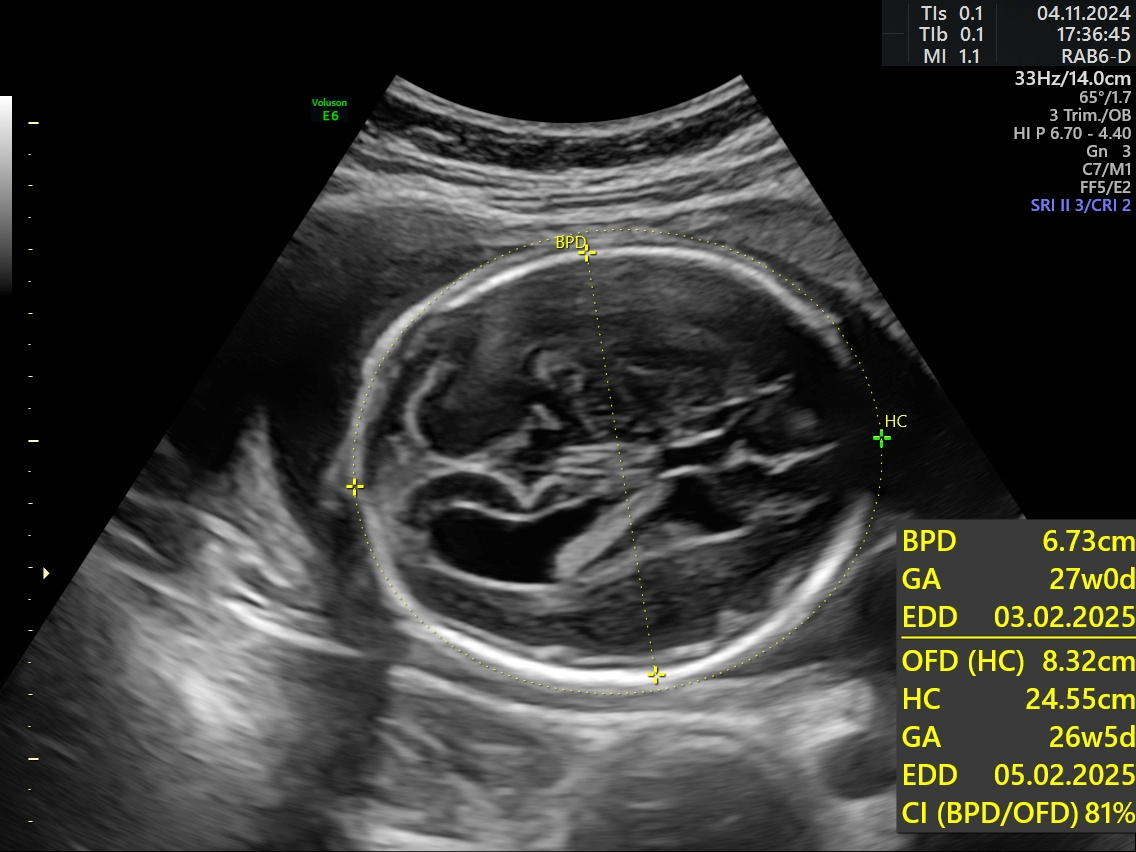 TIs 0.1 04.11.2024
TIb 0.1 17:36:45
MI 1.1 RAB6-D
33Hz/14.0cm
65°/1.7
3 Trim./OB
HI P 6.70 - 4.40
Gn 3
C7/M1
FF5/E2
SRI II 3/CRI 2
Voluson
E6
BPD
HC
BPD 6.73cm
GA 27w0d
EDD 03.02.2025
OFD (HC) 8.32cm
HC 24.55cm
GA 26w5d
EDD 05.02.2025
CI (BPD/OFD) 81%